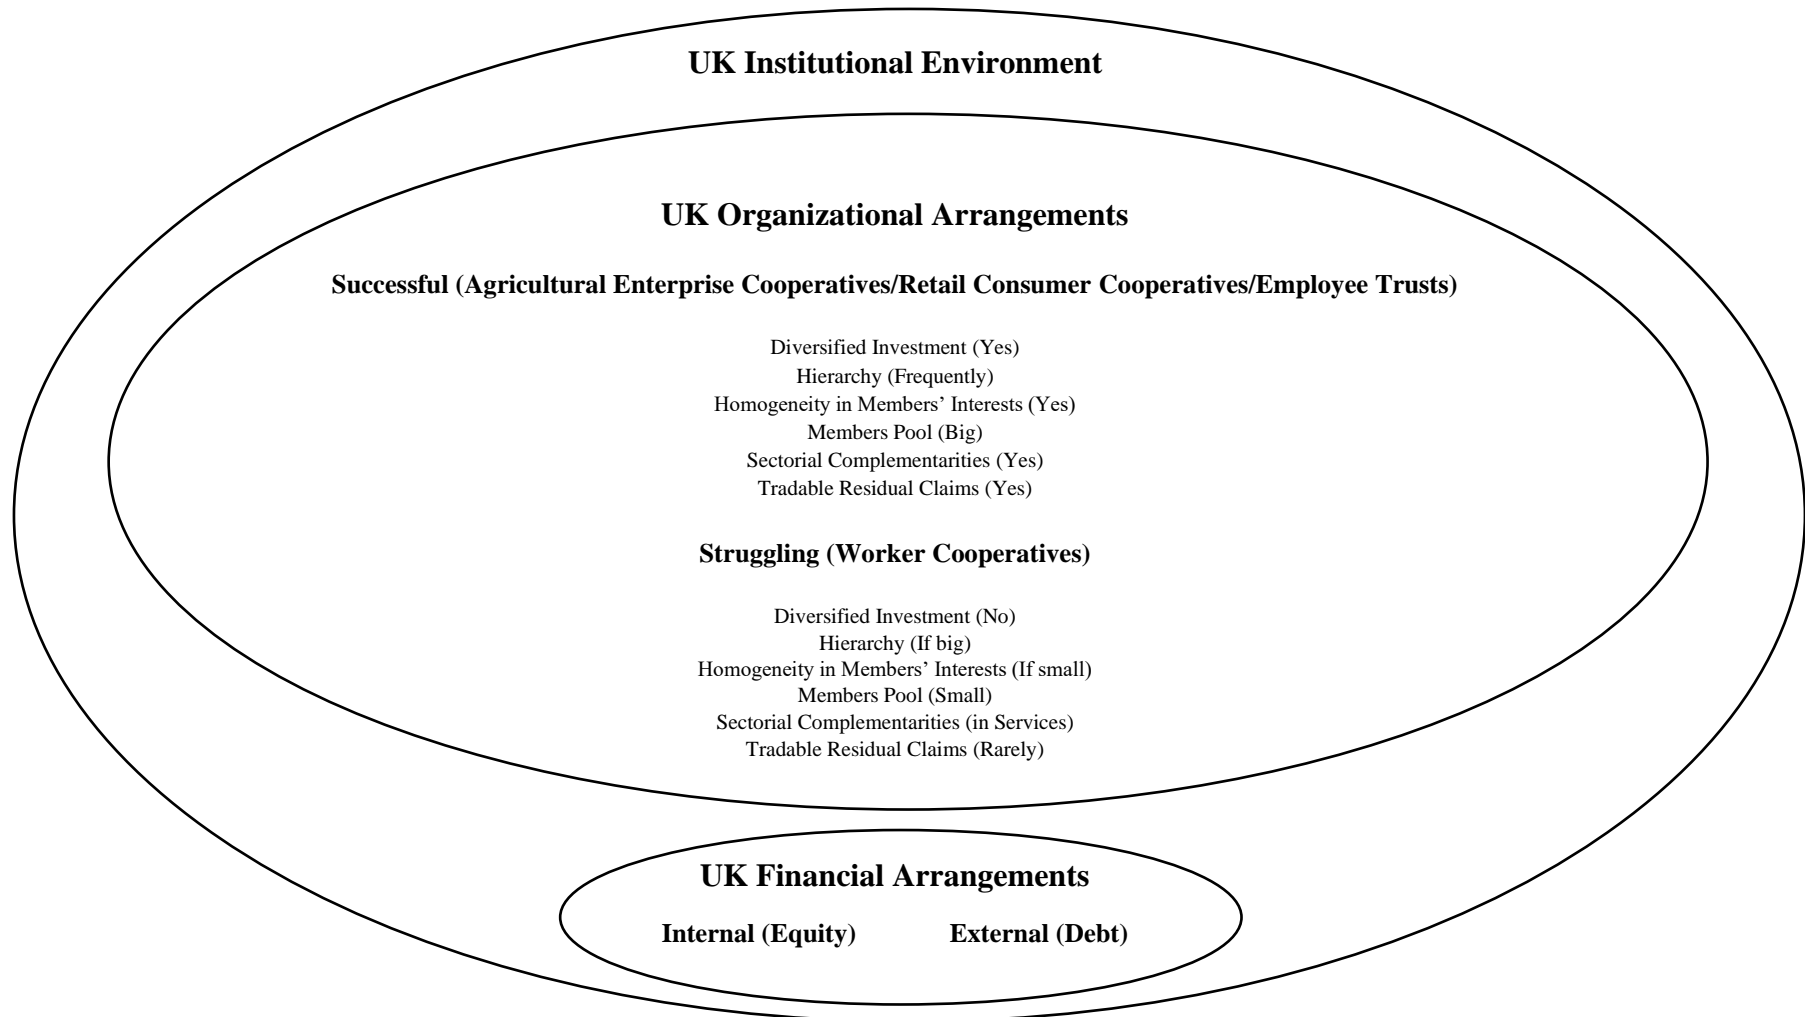 UK Institutional Environment
UK Organizational Arrangements
Successful (Agricultural Enterprise Cooperatives/Retail Consumer Cooperatives/Employee Trusts)
Diversified Investment (Yes)
Hierarchy (Frequently)
Homogeneity in Members’ Interests (Yes)
Members Pool (Big)
Sectorial Complementarities (Yes)
Tradable Residual Claims (Yes)
Struggling (Worker Cooperatives)
Diversified Investment (No)
Hierarchy (If big)
Homogeneity in Members’ Interests (If small)
Members Pool (Small)
Sectorial Complementarities (in Services)
Tradable Residual Claims (Rarely)
UK Financial Arrangements
Internal (Equity) External (Debt)